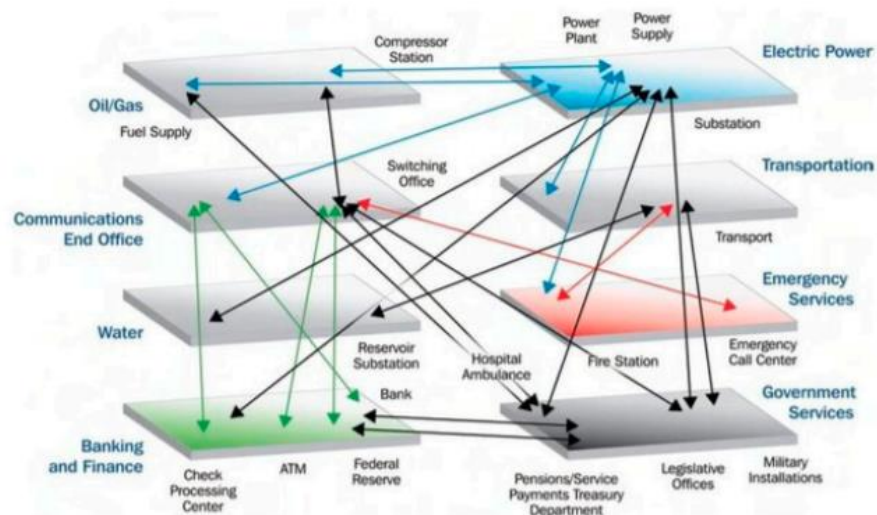 Power
Plant
Power
Supply
Compressor
Station
Electric Power
Oil/Gas
Fuel Supply
Substation
Switching
Office
Transportation
Communications
End Office
Transport
Emergency
Services
Water
Reservoir
Substation
Hospital
Ambulance
Fire Station
Emergency
Call Center
Bank
Government
Services
Banking
and Finance
Check
Processing
Center
ATM
Federal
Reserve
Pensions/Service
Payments Treasury
Department
Legislative
Offices
Military
Installations